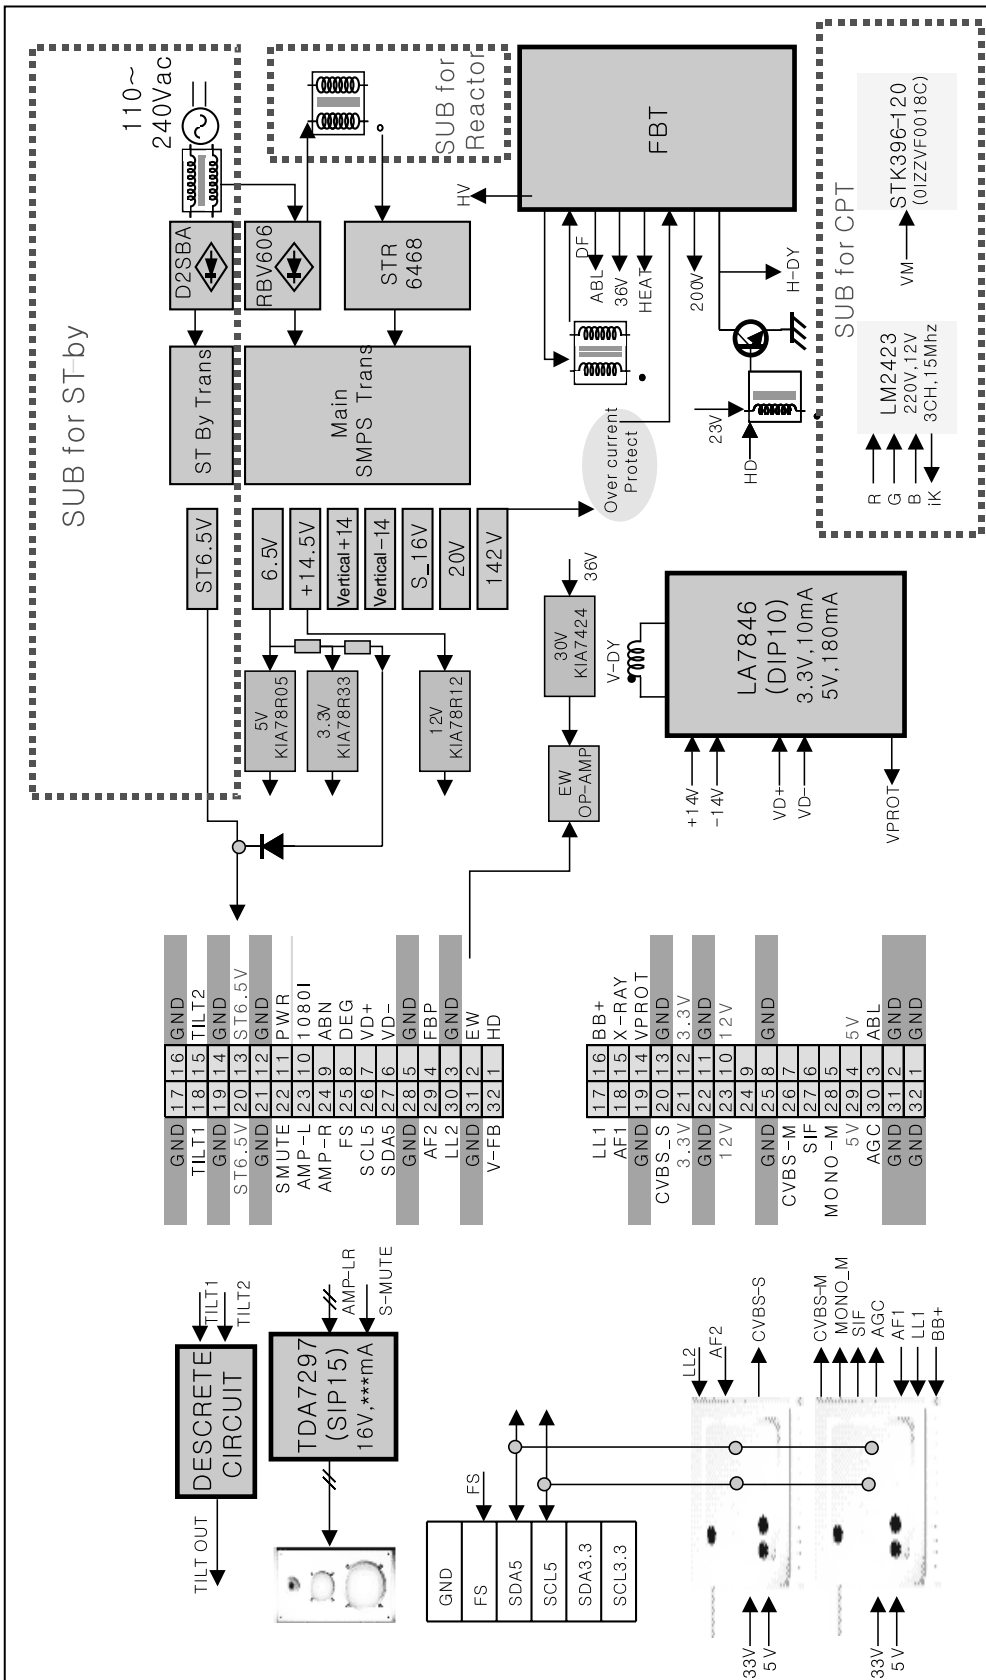 SUB for ST-by
110~
240Vac
D2SBA
ST By Trans
ST6.5V
RBV606
SUB for
Reactor
STR
6468
Main
SMPS Trans
6.5V
+14.5V
Vertical+14
Vertical-14
S_16V
20V
142V
5V
KIA78R05
3.3V
KIA78R33
12V
KIA78R12
FBT
HV
DF
ABL
36V
HEAT
200V
H-DY
23V
HD
Over current
Protect
36V
30V
KIA7424
EW
OP-AMP
V-DY
LA7846
(DIP10)
3.3V,10mA
5V,180mA
+14V
-14V
VD+
VD-
VPROT
SUB for CPT
STK396-120
(0IZZVF0018C)
VM
LM2423
220V,12V
3CH,15Mhz
R
G
B
iK
GND 17 16 GND
TILT1 18 15 TILT2
GND 19 14 GND
ST6.5V 20 13 ST6.5V
GND 21 12 GND
SMUTE 22 11 PWR
AMP-L 23 10 1080I
AMP-R 24 9 ABN
FS 25 8 DEG
SCL5 26 7 VD+
SDA5 27 6 VD-
GND 28 5 GND
AF2 29 4 FBP
LL2 30 3 GND
GND 31 2 EW
V-FB 32 1 HD
LL1 17 16 BB+
AF1 18 15 X-RAY
GND 19 14 VPROT
CVBS_S 20 13 GND
3.3V 21 12 3.3V
GND 22 11 GND
12V 23 10 12V
24 9
GND 25 8 GND
CVBS-M 26 7
SIF 27 6
MONO-M 28 5
5V 29 4 5V
AGC 30 3 ABL
GND 31 2 GND
GND 32 1 GND
TILT1
TILT2
DESCRETE
CIRCUIT
TILT OUT
AMP-LR
S-MUTE
TDA7297
(SIP15)
16V,***mA
FS
GND
FS
SDA5
SCL5
SDA3.3
SCL3.3
LL2
AF2
CVBS-S
33V
5V
CVBS-M
MONO_M
SIF
AGC
AF1
LL1
BB+
33V
5V